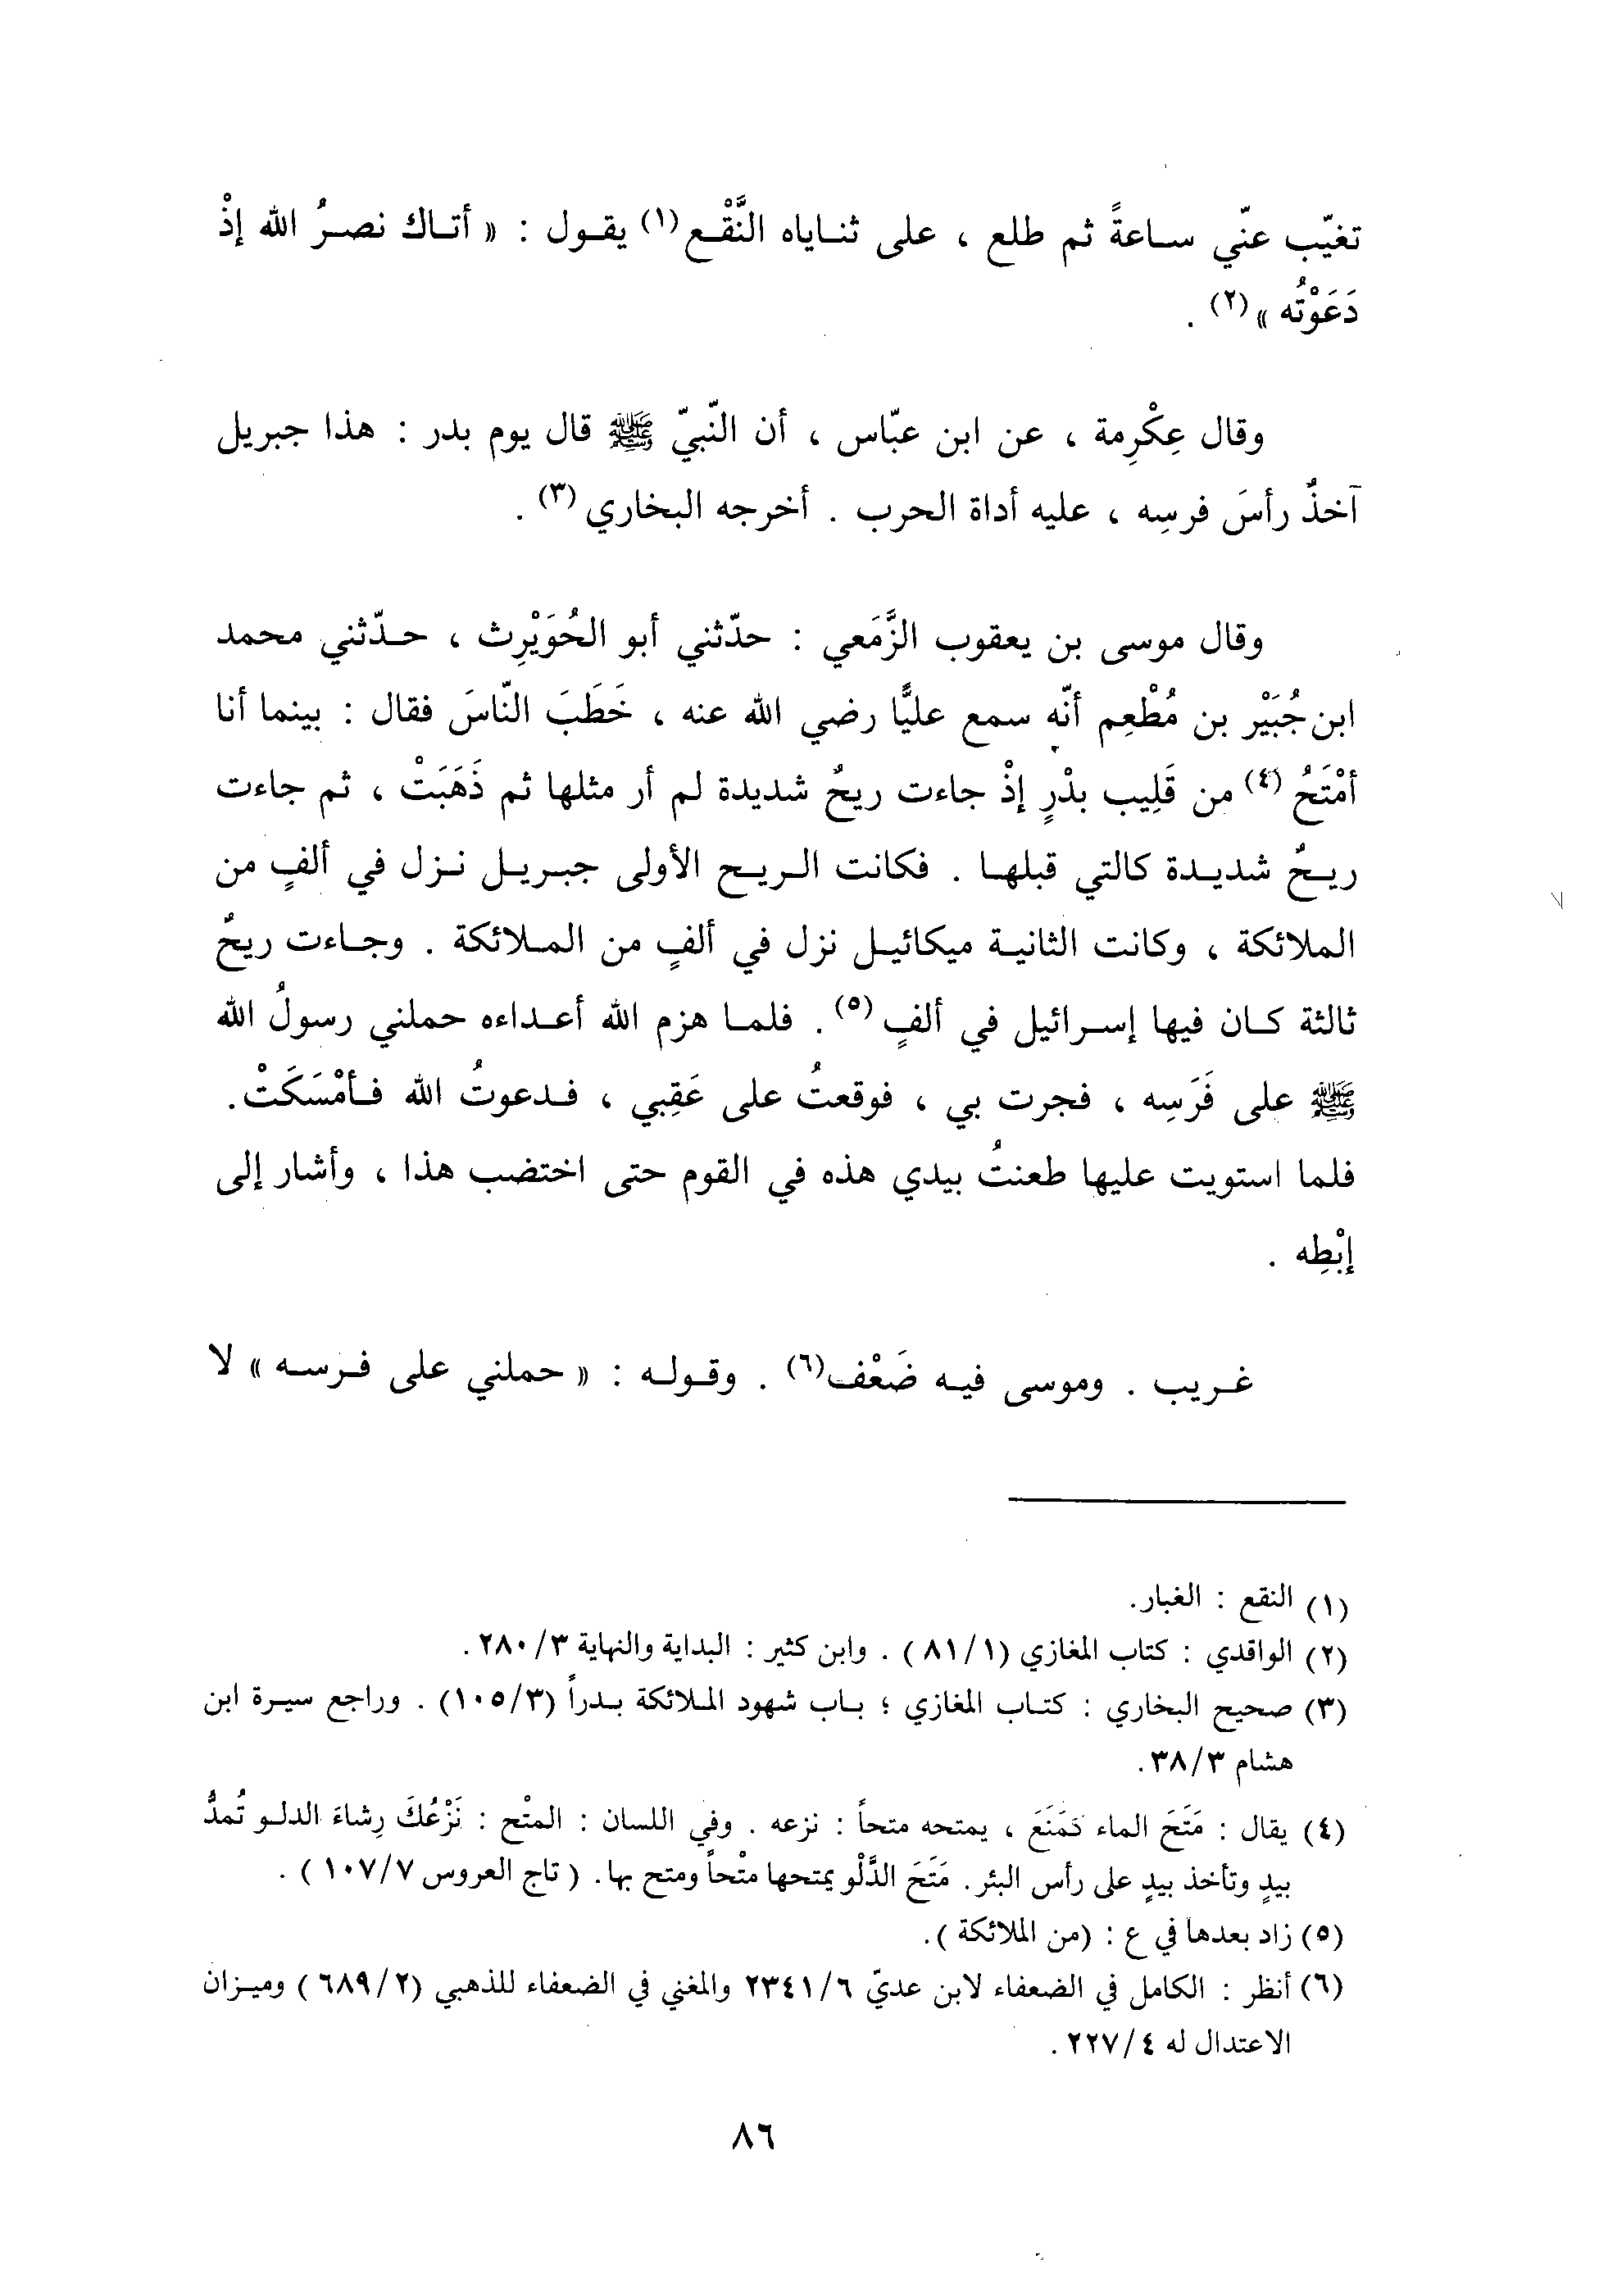 تغيّب عنّي ساعةً ثم طلع ، على ثناياه النَّقْع(١) يقول : « أتاك نصرُ الله إذْ
دَعَوْتُه »(٢) .
وقال عِكْرِمة ، عن ابن عبّاس ، أن النّبيّ ﷺ قال يوم بدر : هذا جبريل
آخذٌ رأسَ فرسِه ، عليه أداة الحرب . أخرجه البخاري(٣) .
وقال موسى بن يعقوب الزَّمَعي : حدّثني أبو الحُوَيْرِث ، حدّثني محمد
ابن جُبَيْر بن مُطْعِم أنّه سمع عليًّا رضي الله عنه ، خَطَبَ النّاسَ فقال : بينما أنا
أمْتَحُ(٤) من قَلِيب بدْرٍ إذْ جاءت ريحٌ شديدة لم أر مثلها ثم ذَهَبَتْ ، ثم جاءت
ريحٌ شديدة كالتي قبلها . فكانت الريح الأولى جبريل نزل في ألفٍ من
الملائكة ، وكانت الثانية ميكائيل نزل في ألفٍ من الملائكة . وجاءت ريحٌ
ثالثة كان فيها إسرائيل في ألفٍ(٥) . فلما هزم الله أعداءه حملني رسولُ الله
ﷺ على فَرَسِه ، فجرت بي ، فوقعتُ على عَقِبي ، فدعوتُ الله فأمْسَكَتْ .
فلما استويت عليها طعنتُ بيدي هذه في القوم حتى اختضب هذا ، وأشار إلى
إبْطِه .
غريب . وموسى فيه ضَعْف(٦) . وقوله : « حملني على فرسه » لا
(١) النقع : الغبار.
(٢) الواقدي : كتاب المغازي (٨١/١) . وابن كثير : البداية والنهاية ٢٨٠/٣ .
(٣) صحيح البخاري : كتاب المغازي ؛ باب شهود الملائكة بدراً (١٠٥/٣) . وراجع سيرة ابن
هشام ٣٨/٣.
(٤) يقال : مَتَحَ الماء كَمَنَعَ ، يمتحه متحاً : نزعه . وفي اللسان : المتْح : نَزْعُكَ رِشاءَ الدلو تُمدُّ
بيدٍ وتأخذ بيدٍ على رأس البئر. مَتَحَ الدَّلْو يمتحها متْحاً ومتح بها. ( تاج العروس ١٠٧/٧ ) .
(٥) زاد بعدها في ع : (من الملائكة ).
(٦) أنظر : الكامل في الضعفاء لابن عديّ ٢٣٤١/٦ والمغني في الضعفاء للذهبي (٦٨٩/٢) وميزان
الاعتدال له ٢٢٧/٤ .
٨٦